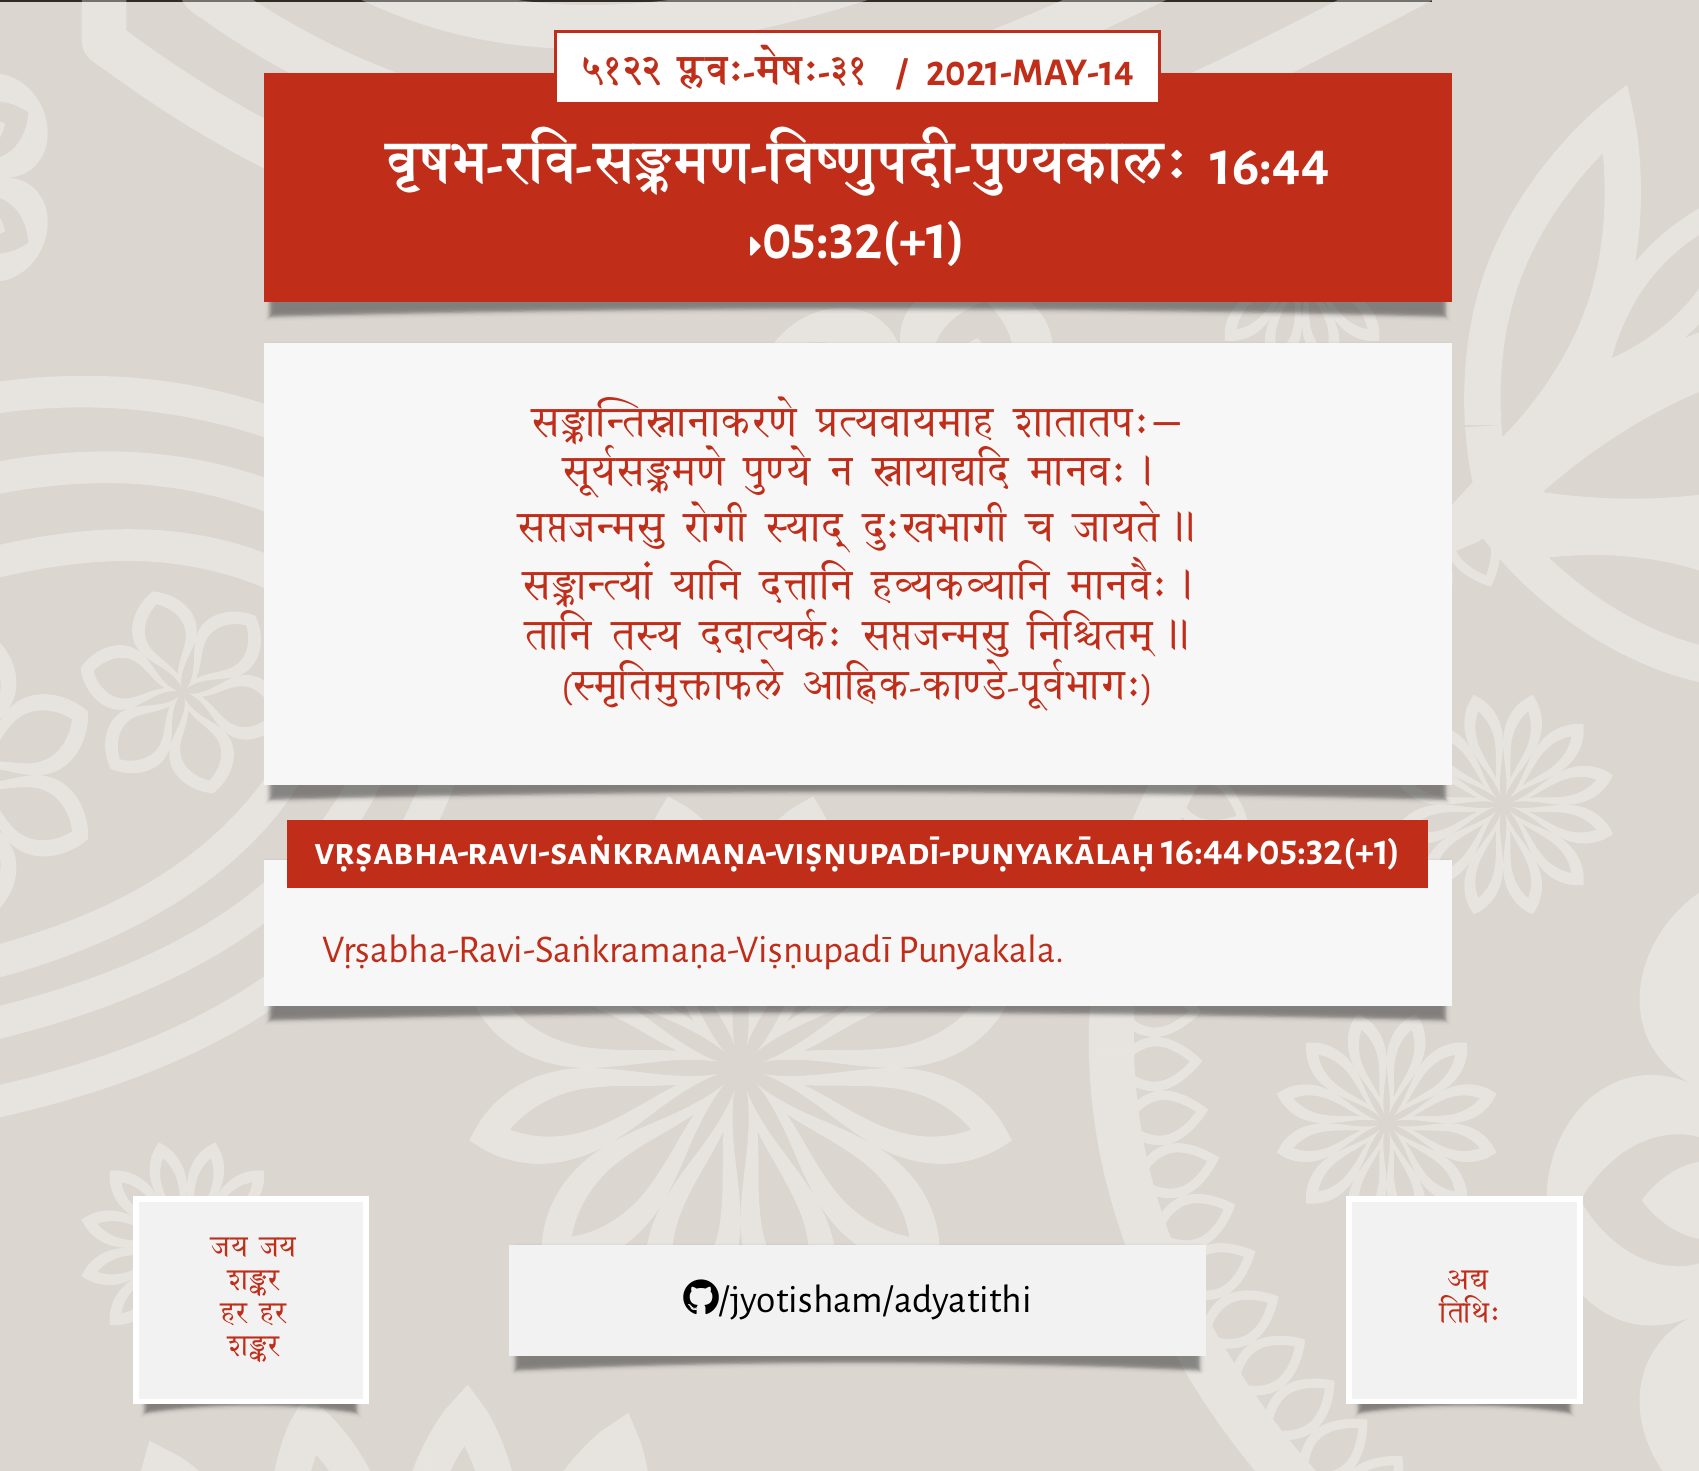 ५१२२ प्लवः-मेषः-३१ / 2021-MAY-14
वृषभ-रवि-सङ्क्रमण-विष्णुपदी-पुण्यकालः 16:44
▸05:32(+1)
सङ्क्रान्तिस्नानाकरणे प्रत्यवायमाह शातातपः—
सूर्यसङ्क्रमणे पुण्ये न स्नायाद्यदि मानवः ।
सप्तजन्मसु रोगी स्याद् दुःखभागी च जायते ॥
सङ्क्रान्त्यां यानि दत्तानि हव्यकव्यानि मानवैः ।
तानि तस्य ददात्यर्कः सप्तजन्मसु निश्चितम् ॥
(स्मृतिमुक्ताफले आह्निक-काण्डे-पूर्वभागः)
VṚṢABHA-RAVI-SAṄKRAMAṆA-VIṢṆUPADĪ-PUṆYAKĀLAḤ 16:44▸05:32(+1)
Vṛṣabha-Ravi-Saṅkramaṇa-Viṣṇupadī Punyakala.
जय जय
शङ्कर
हर हर
शङ्कर
/jyotisham/adyatithi
अद्य
तिथिः